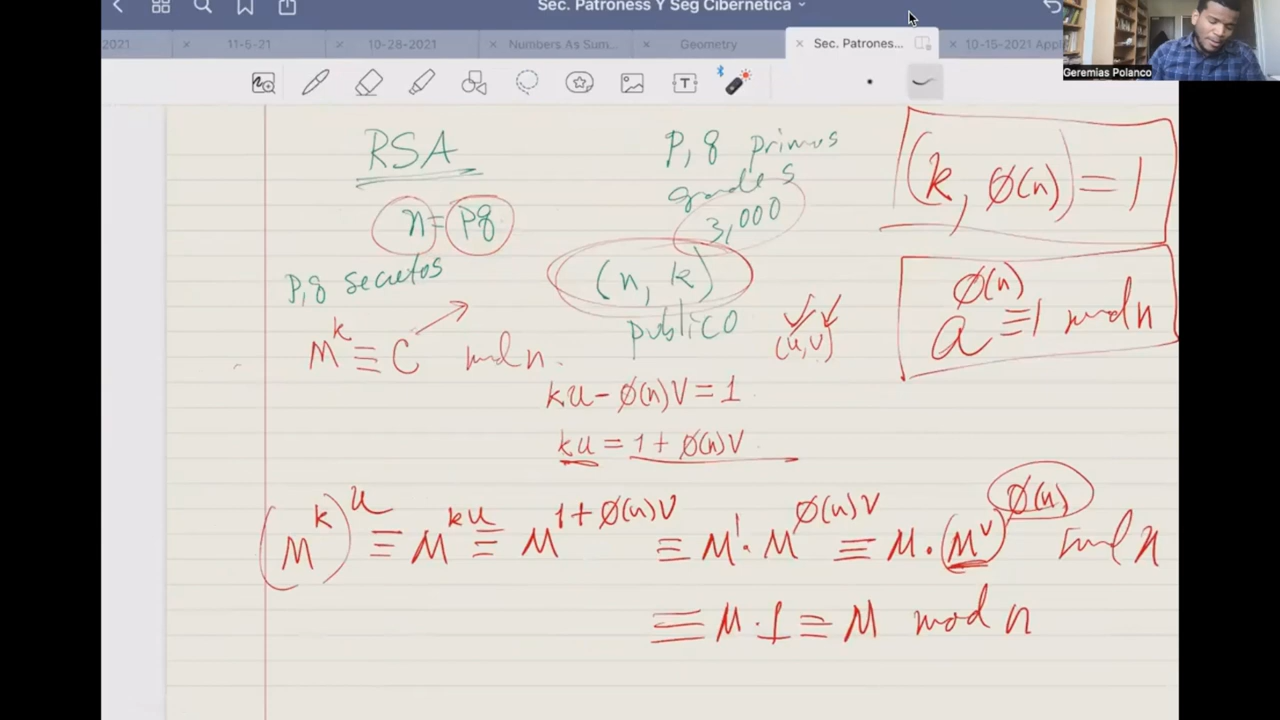 Sec. Patroness Y Seg Cibernetica
2021 11-5-21 10-28-2021 Numbers As Sum... Geometry Sec. Patrones... 10-15-2021 Appl
Geremias Polanco
RSA
p, q primos
grades
3,000
n = pq
p, q secretos
(n, k)
publico
(k, φ(n)) = 1
a^φ(n) ≡ 1 mod n
M^k ≡ C mod n.
(u, v)
ku - φ(n)v = 1
ku = 1 + φ(n)v
(M^k)^u ≡ M^ku ≡ M^1+φ(n)v ≡ M^1 · M^φ(n)v ≡ M · (M^v)^φ(n) mod n
≡ M · 1 ≡ M mod n